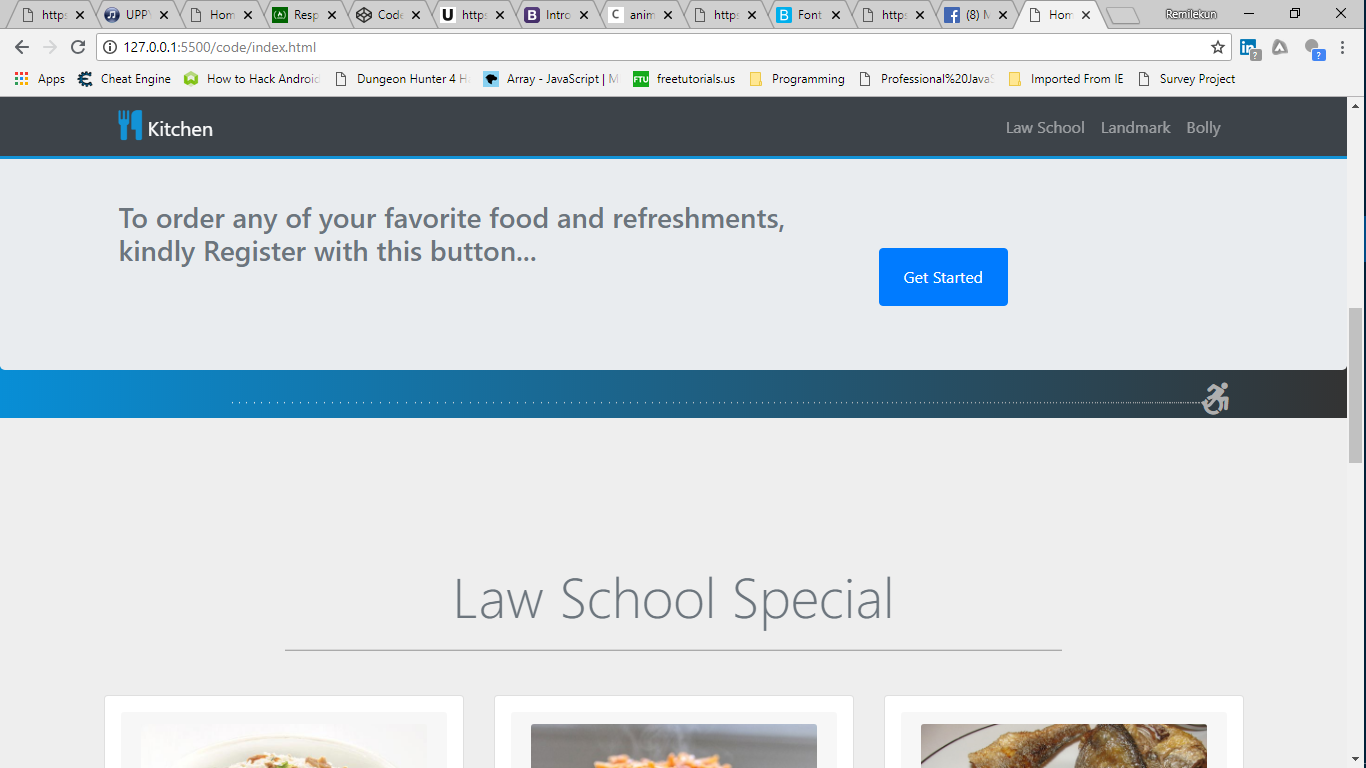 https: UPPY Hom Resp Code https: Intro anim https: Font https: (8) M Hom Remilekun
127.0.0.1:5500/code/index.html
Apps Cheat Engine How to Hack Android Dungeon Hunter 4 H Array - JavaScript | M freetutorials.us Programming Professional%20JavaS Imported From IE Survey Project
Kitchen Law School Landmark Bolly
To order any of your favorite food and refreshments,
kindly Register with this button...
Get Started
Law School Special